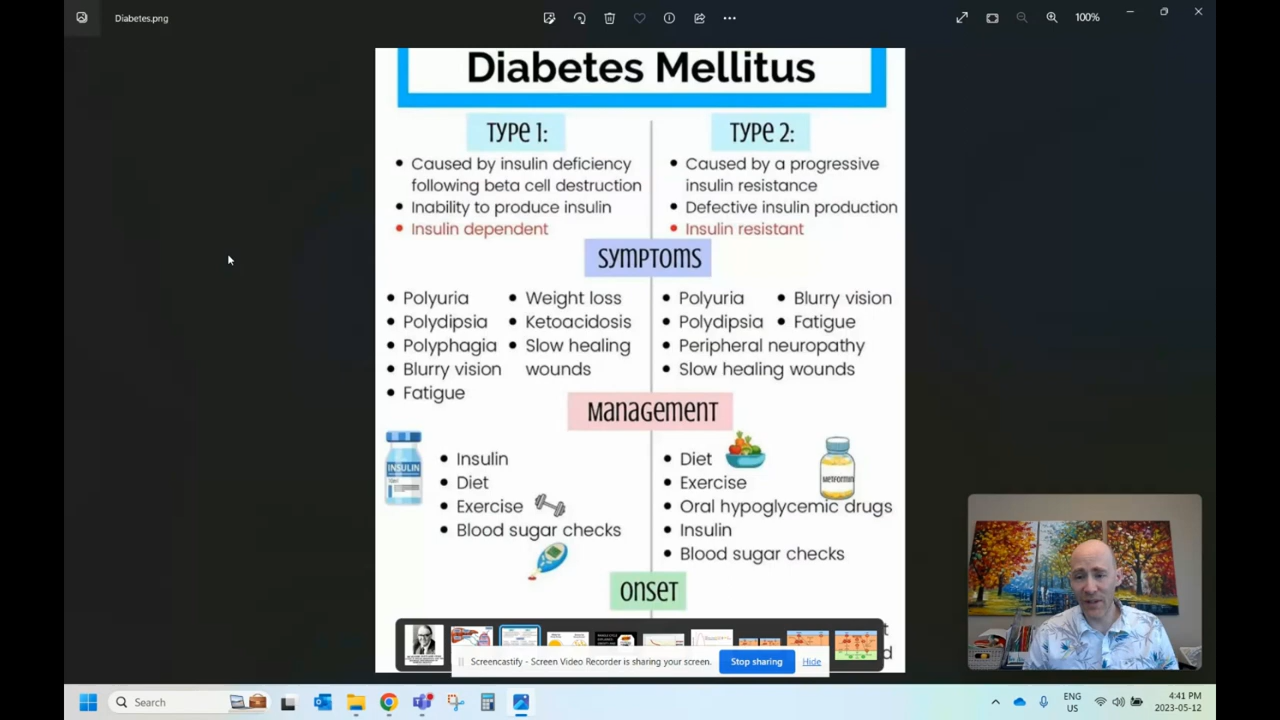 Diabetes.png
100%
Diabetes Mellitus
Type 1:
Type 2:
• Caused by insulin deficiency
following beta cell destruction
• Inability to produce insulin
• Insulin dependent
• Caused by a progressive
insulin resistance
• Defective insulin production
• Insulin resistant
Symptoms
• Polyuria
• Polydipsia
• Polyphagia
• Blurry vision
• Fatigue
• Weight loss
• Ketoacidosis
• Slow healing
wounds
• Polyuria
• Polydipsia
• Peripheral neuropathy
• Slow healing wounds
• Blurry vision
• Fatigue
Management
INSULIN
• Insulin
• Diet
• Exercise
• Blood sugar checks
• Diet
• Exercise
• Oral hypoglycemic drugs
• Insulin
• Blood sugar checks
METFORMIN
Onset
Screencastify - Screen Video Recorder is sharing your screen.
Stop sharing
Hide
Search
ENG
US
4:41 PM
2023-05-12